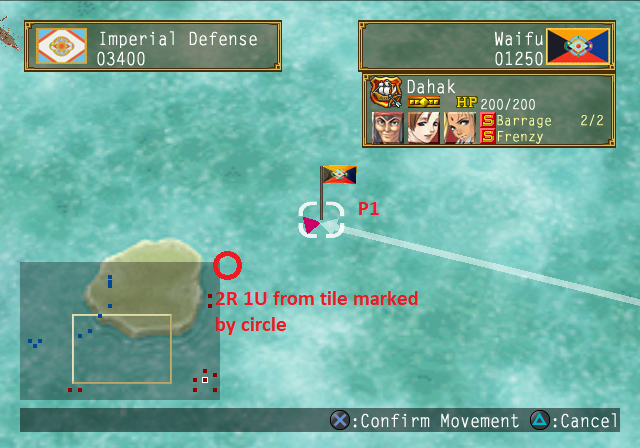 Imperial Defense
03400
Waifu
01250
Dahak
HP 200/200
S Barrage 2/2
S Frenzy
P1
2R 1U from tile marked
by circle
:Confirm Movement :Cancel